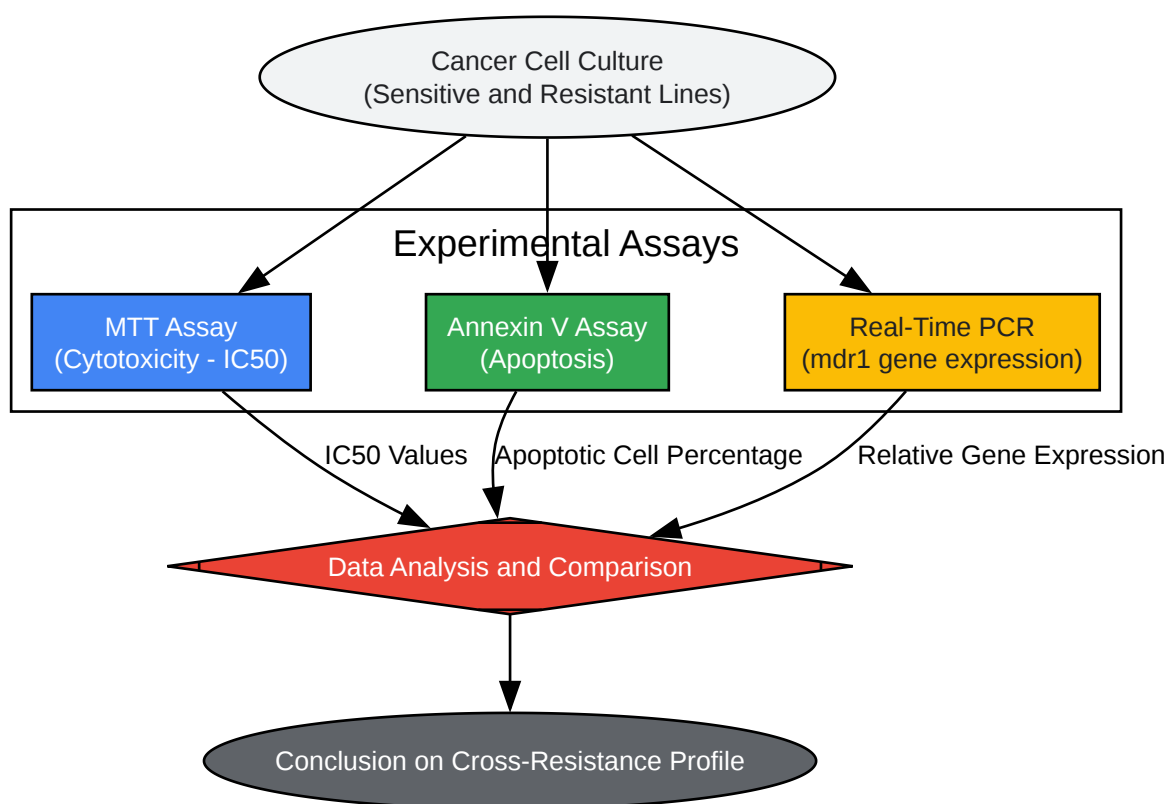 Cancer Cell Culture
(Sensitive and Resistant Lines)
Experimental Assays
MTT Assay
(Cytotoxicity - IC50)
Annexin V Assay
(Apoptosis)
Real-Time PCR
(mdr1 gene expression)
IC50 Values
Apoptotic Cell Percentage
Relative Gene Expression
Data Analysis and Comparison
Conclusion on Cross-Resistance Profile